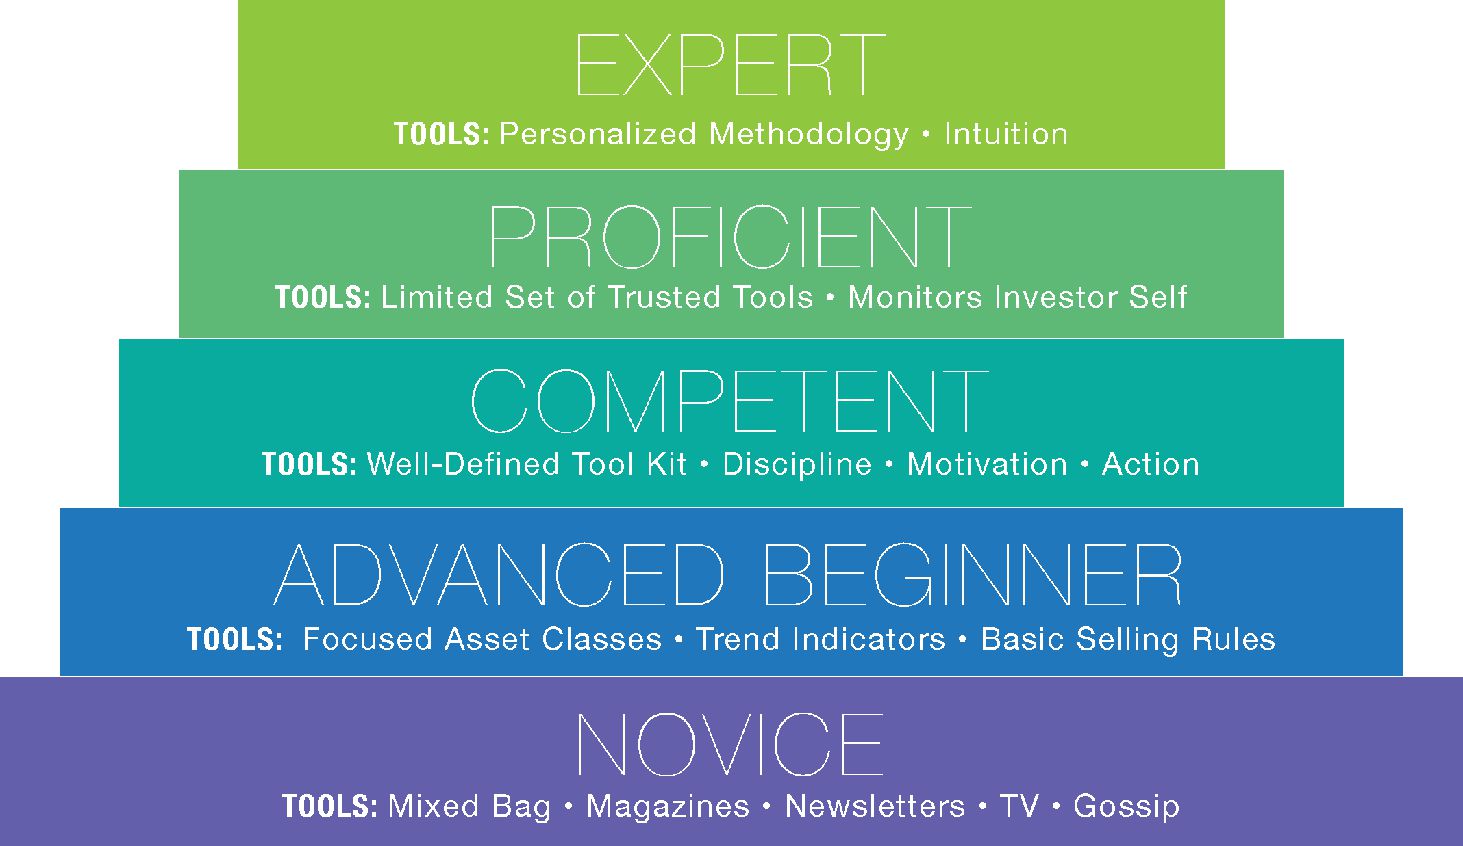 EXPERT
TOOLS: Personalized Methodology • Intuition
PROFICIENT
TOOLS: Limited Set of Trusted Tools • Monitors Investor Self
COMPETENT
TOOLS: Well-Defined Tool Kit • Discipline • Motivation • Action
ADVANCED BEGINNER
TOOLS: Focused Asset Classes • Trend Indicators • Basic Selling Rules
NOVICE
TOOLS: Mixed Bag • Magazines • Newsletters • TV • Gossip